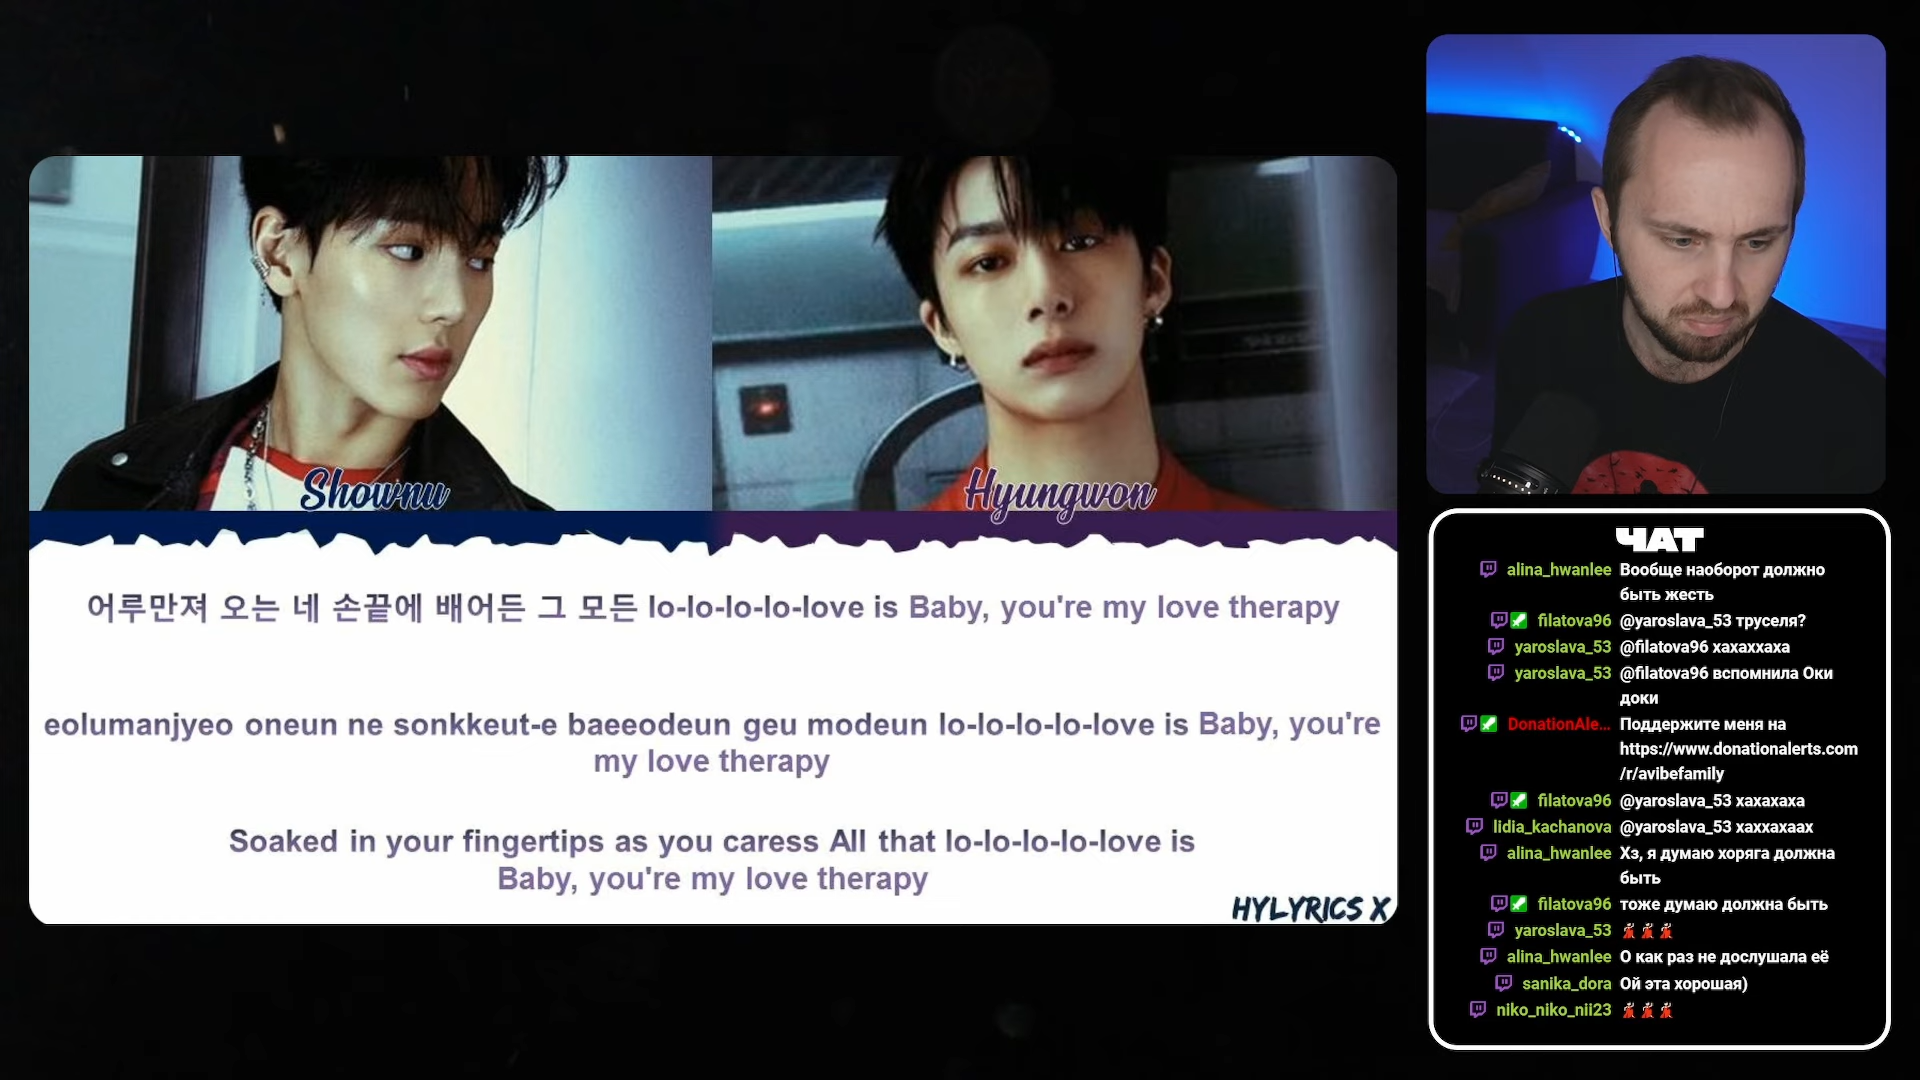 Shownu
Hyungwon
어루만져 오는 네 손끝에 배어든 그 모든 lo-lo-lo-lo-love is Baby, you're my love therapy
eolumanjyeo oneun ne sonkkeut-e baeeodeun geu modeun lo-lo-lo-lo-love is Baby, you're
my love therapy
Soaked in your fingertips as you caress All that lo-lo-lo-lo-love is
Baby, you're my love therapy
HYLYRICS X
ЧАТ
alina_hwanlee Вообще наоборот должно
быть жесть
filatova96 @yaroslava_53 труселя?
yaroslava_53 @filatova96 хахаххаха
yaroslava_53 @filatova96 вспомнила Оки
доки
DonationAle... Поддержите меня на
https://www.donationalerts.com
/r/avibefamily
filatova96 @yaroslava_53 хахахаха
lidia_kachanova @yaroslava_53 хаххахаах
alina_hwanlee Хз, я думаю хоряга должна
быть
filatova96 тоже думаю должна быть
yaroslava_53 💃💃💃
alina_hwanlee О как раз не дослушала её
sanika_dora Ой эта хорошая)
niko_niko_nii23 💃💃💃